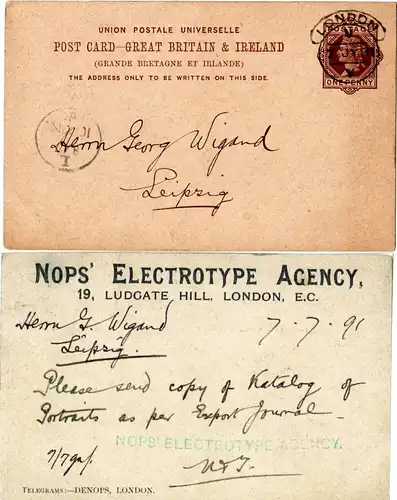 UNION POSTALE UNIVERSELLE
POST CARD—GREAT BRITAIN & IRELAND
(GRANDE BRETAGNE ET IRLANDE)
THE ADDRESS ONLY TO BE WRITTEN ON THIS SIDE.
LONDON
POSTAGE
ONE PENNY
Herrn Georg Wigand
Leipzig
NOPS' ELECTROTYPE AGENCY,
19, LUDGATE HILL, LONDON, E.C.
Herrn G. Wigand
7.7.91
Leipzig.
Please send copy of Katalog of
Portraits as per Export Journal—
NOPS' ELECTROTYPE AGENCY.
TELEGRAMS:—DENOPS, LONDON.